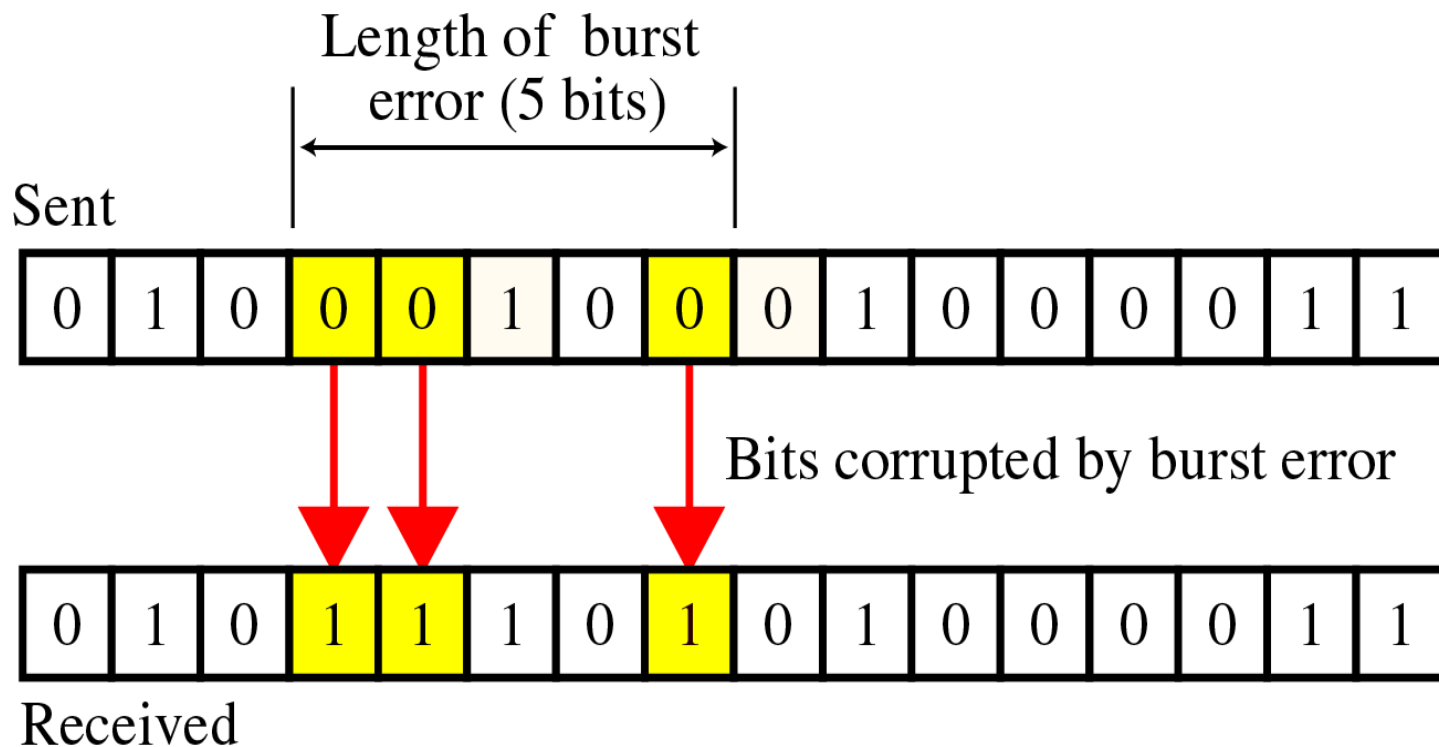 Length of burst
error (5 bits)
Sent
0 1 0 0 0 1 0 0 0 1 0 0 0 0 1 1
Bits corrupted by burst error
0 1 0 1 1 1 0 1 0 1 0 0 0 0 1 1
Received